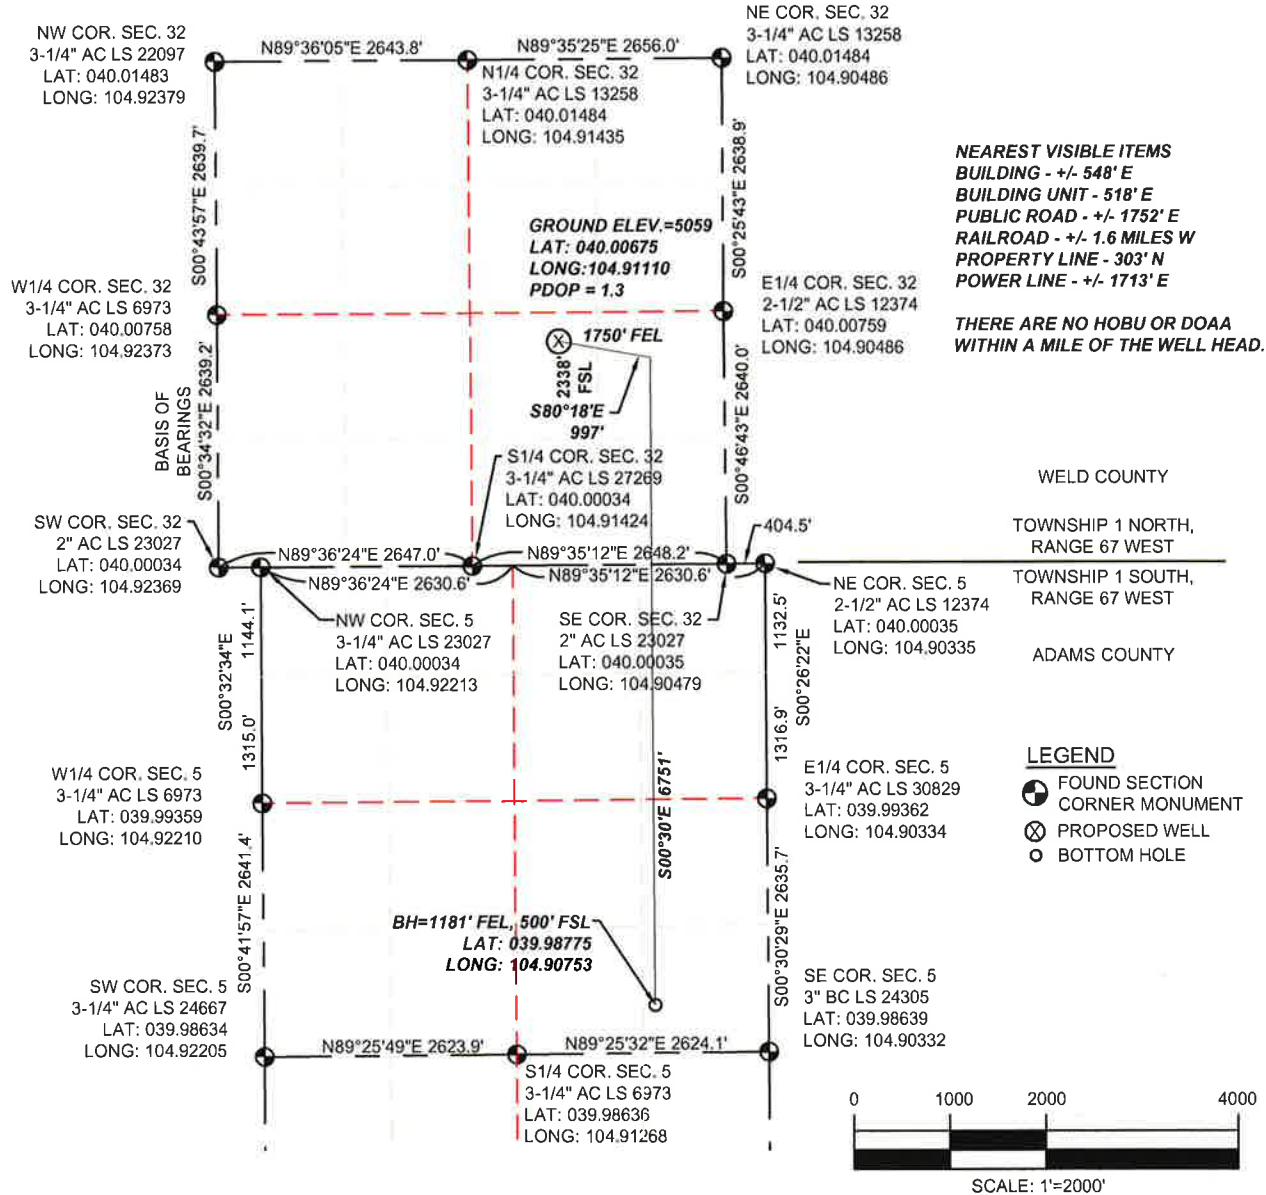 NW COR. SEC. 32
3-1/4" AC LS 22097
LAT: 040.01483
LONG: 104.92379
N89°36'05"E 2643.8'
N89°35'25"E 2656.0'
NE COR. SEC. 32
3-1/4" AC LS 13258
LAT: 040.01484
LONG: 104.90486
N1/4 COR. SEC. 32
3-1/4" AC LS 13258
LAT: 040.01484
LONG: 104.91435
S00°43'57"E 2639.7'
S00°25'43"E 2638.9'
NEAREST VISIBLE ITEMS
BUILDING - +/- 548' E
BUILDING UNIT - 518' E
PUBLIC ROAD - +/- 1752' E
RAILROAD - +/- 1.6 MILES W
PROPERTY LINE - 303' N
POWER LINE - +/- 1713' E
THERE ARE NO HOBU OR DOAA
WITHIN A MILE OF THE WELL HEAD.
GROUND ELEV.=5059
LAT: 040.00675
LONG:104.91110
PDOP = 1.3
W1/4 COR. SEC. 32
3-1/4" AC LS 6973
LAT: 040.00758
LONG: 104.92373
E1/4 COR. SEC. 32
2-1/2" AC LS 12374
LAT: 040.00759
LONG: 104.90486
1750' FEL
2338'
FSL
S80°18'E
997'
BASIS OF
BEARINGS
S00°34'32"E 2639.2'
S00°46'43"E 2640.0'
S1/4 COR. SEC. 32
3-1/4" AC LS 27269
LAT: 040.00034
LONG: 104.91424
WELD COUNTY
TOWNSHIP 1 NORTH,
RANGE 67 WEST
404.5'
SW COR. SEC. 32
2" AC LS 23027
LAT: 040.00034
LONG: 104.92369
N89°36'24"E 2647.0'
N89°35'12"E 2648.2'
N89°36'24"E 2630.6'
N89°35'12"E 2630.6'
TOWNSHIP 1 SOUTH,
RANGE 67 WEST
ADAMS COUNTY
NW COR. SEC. 5
3-1/4" AC LS 23027
LAT: 040.00034
LONG: 104.92213
SE COR. SEC. 32
2" AC LS 23027
LAT: 040.00035
LONG: 104.90479
NE COR. SEC. 5
2-1/2" AC LS 12374
LAT: 040.00035
LONG: 104.90335
S00°32'34"E
1144.1'
1315.0'
1132.5'
S00°26'22"E
1316.9'
W1/4 COR. SEC. 5
3-1/4" AC LS 6973
LAT: 039.99359
LONG: 104.92210
E1/4 COR. SEC. 5
3-1/4" AC LS 30829
LAT: 039.99362
LONG: 104.90334
S00°30'E 6751'
LEGEND
FOUND SECTION
CORNER MONUMENT
PROPOSED WELL
BOTTOM HOLE
S00°41'57"E 2641.4'
S00°30'29"E 2635.7'
BH=1181' FEL, 500' FSL
LAT: 039.98775
LONG: 104.90753
SW COR. SEC. 5
3-1/4" AC LS 24667
LAT: 039.98634
LONG: 104.92205
SE COR. SEC 5
3" BC LS 24305
LAT: 039.98639
LONG: 104.90332
N89°25'49"E 2623.9'
N89°25'32"E 2624.1'
S1/4 COR. SEC. 5
3-1/4" AC LS 6973
LAT: 039.98636
LONG: 104.91268
0 1000 2000 4000
SCALE: 1'=2000'